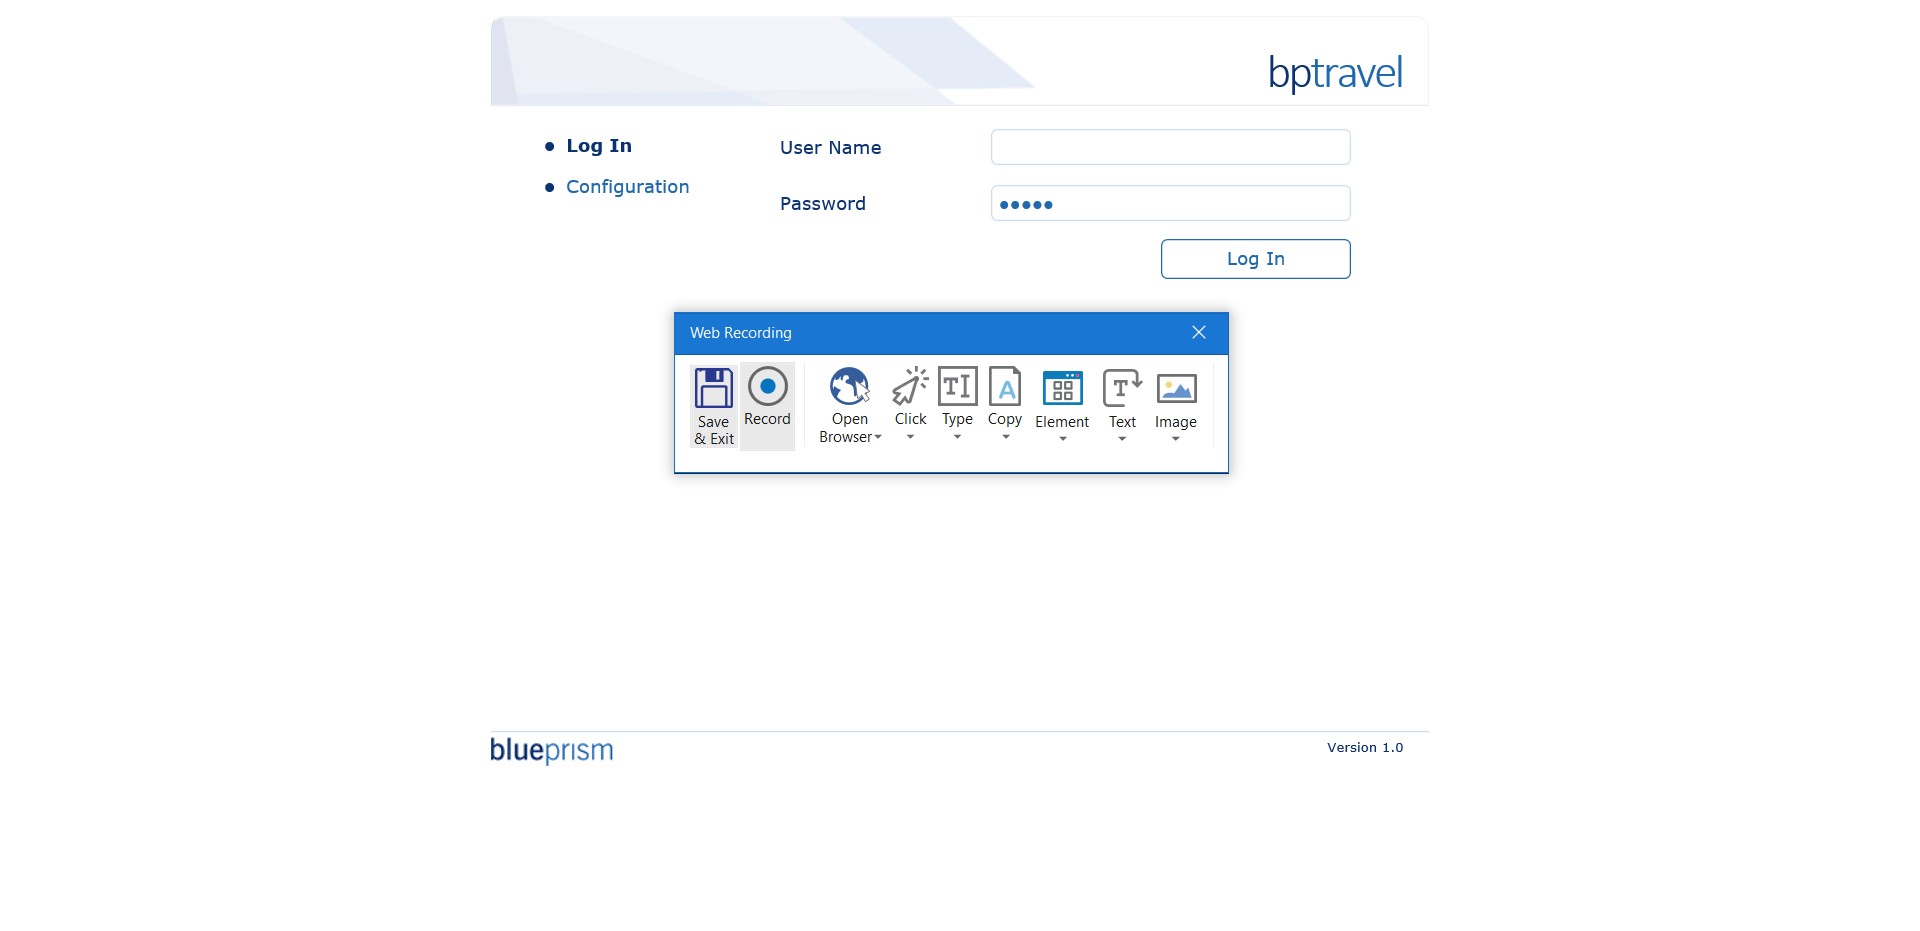 bptravel
Log In
User Name
Configuration
Password
Log In
Web Recording
Save
& Exit
Record
Open
Browser
Click
Type
Copy
Element
Text
Image
blueprism
Version 1.0